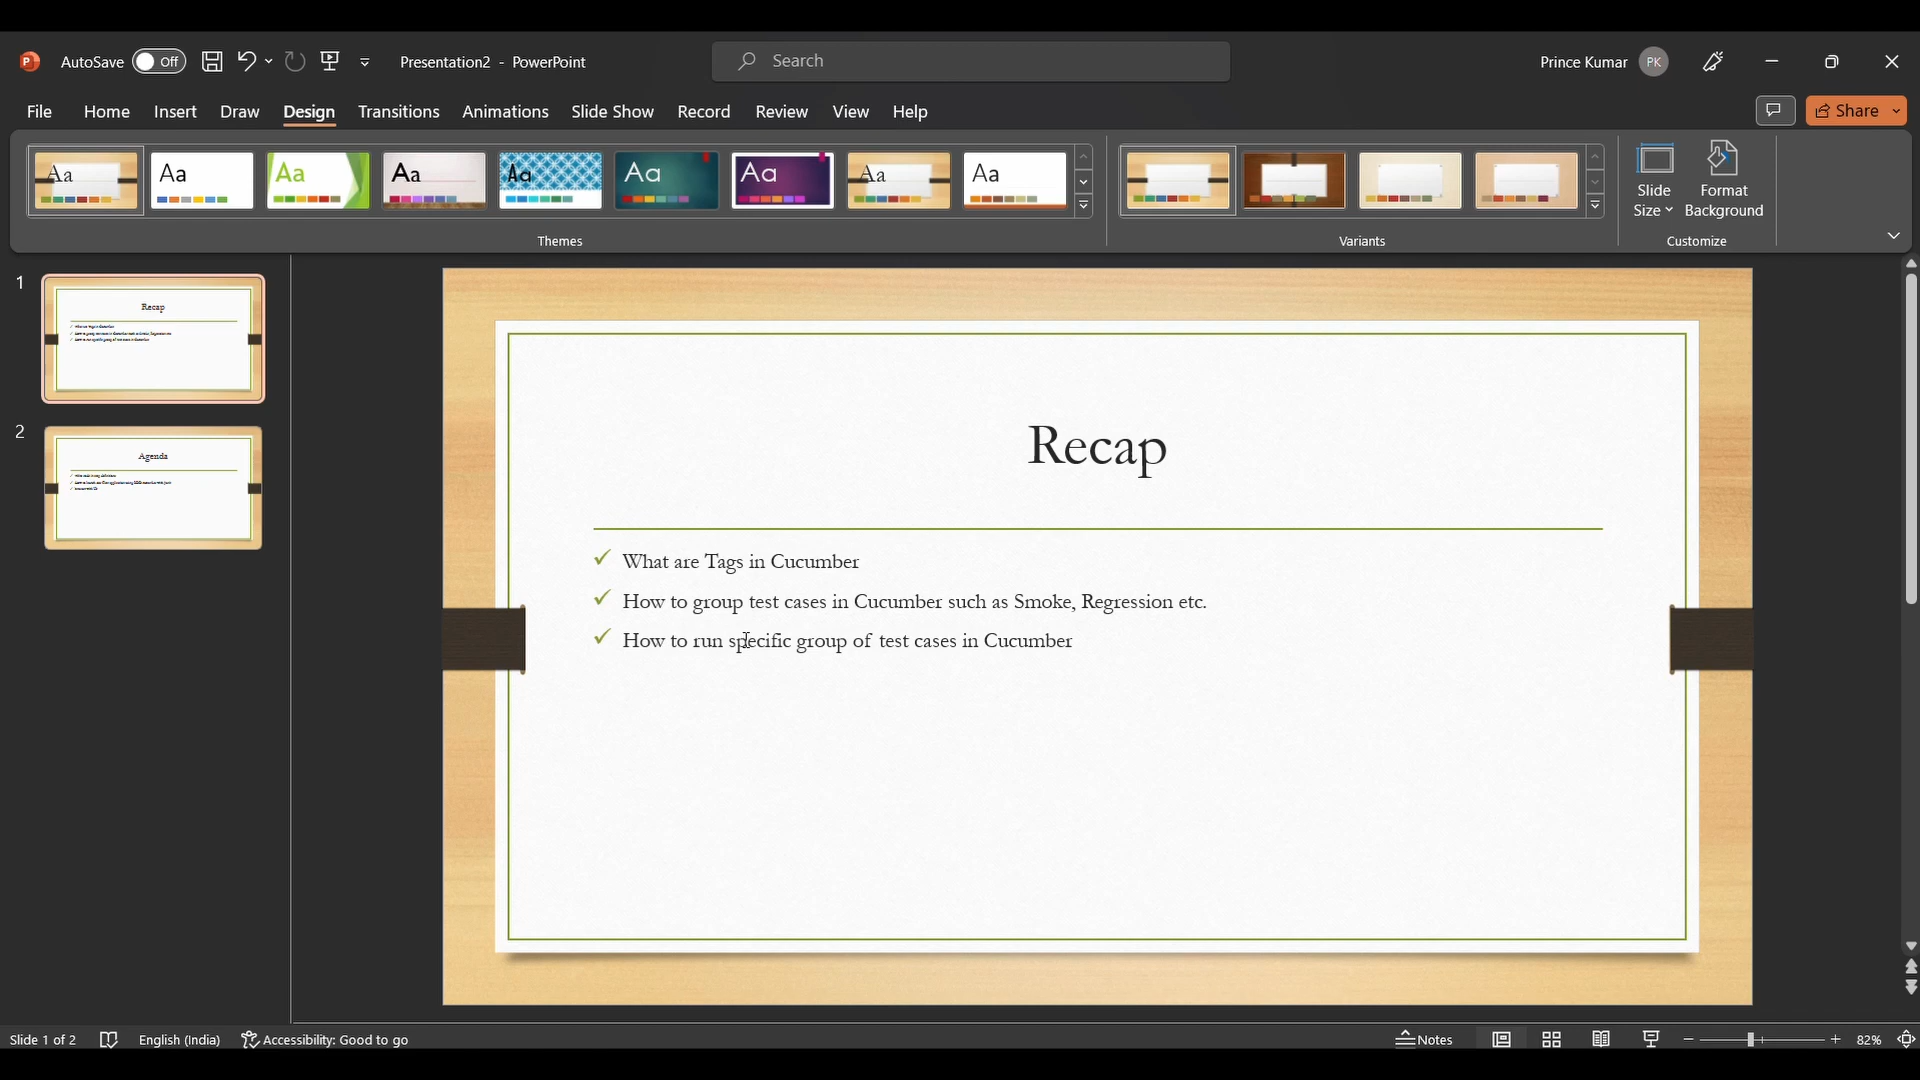 AutoSave Off Presentation2 - PowerPoint Search Prince Kumar PK
File Home Insert Draw Design Transitions Animations Slide Show Record Review View Help Share
Aa Aa Aa Aa Aa Aa Aa Aa Aa
Slide Size Format Background
Themes Variants Customize
1
Recap
2
Agenda
Recap
What are Tags in Cucumber
How to group test cases in Cucumber such as Smoke, Regression etc.
How to run specific group of test cases in Cucumber
Slide 1 of 2 English (India) Accessibility: Good to go Notes 82%